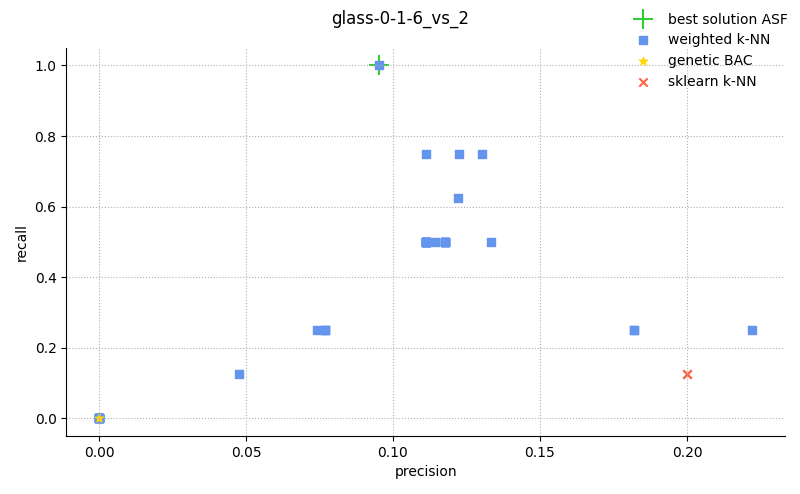 glass-0-1-6_vs_2
best solution ASF
weighted k-NN
genetic BAC
sklearn k-NN
1.0
0.8
0.6
0.4
0.2
0.0
recall
0.00 0.05 0.10 0.15 0.20
precision